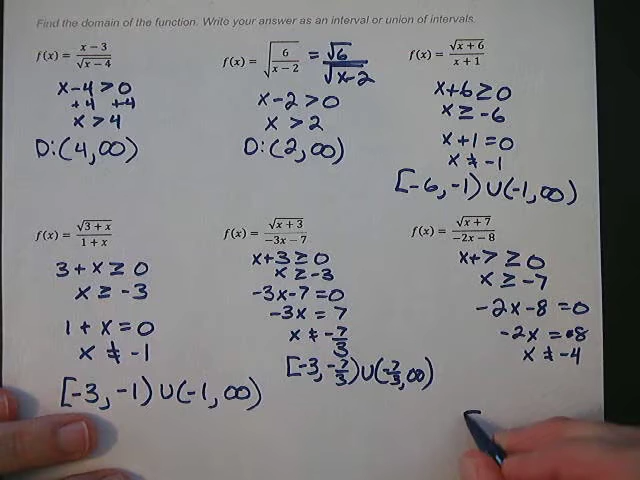 Find the domain of the function. Write your answer as an interval or union of intervals.
f(x) = (x − 3)/√(x − 4)
x−4 > 0
+4 +4
x > 4
D: (4, ∞)
f(x) = √(6/(x − 2)) = √6/√(x−2)
x−2 > 0
x > 2
D: (2, ∞)
f(x) = √(x + 6)/(x + 1)
x+6 ≥ 0
x ≥ −6
x+1 = 0
x ≠ −1
[−6, −1) ∪ (−1, ∞)
f(x) = √(3 + x)/(1 + x)
3 + x ≥ 0
x ≥ −3
1 + x = 0
x ≠ −1
[−3, −1) ∪ (−1, ∞)
f(x) = √(x + 3)/(−3x − 7)
x+3 ≥ 0
x ≥ −3
−3x−7 = 0
−3x = 7
x ≠ −7/3
[−3, −7/3) ∪ (−7/3, ∞)
f(x) = √(x + 7)/(−2x − 8)
x+7 ≥ 0
x ≥ −7
−2x−8 = 0
−2x = 8
x ≠ −4
[